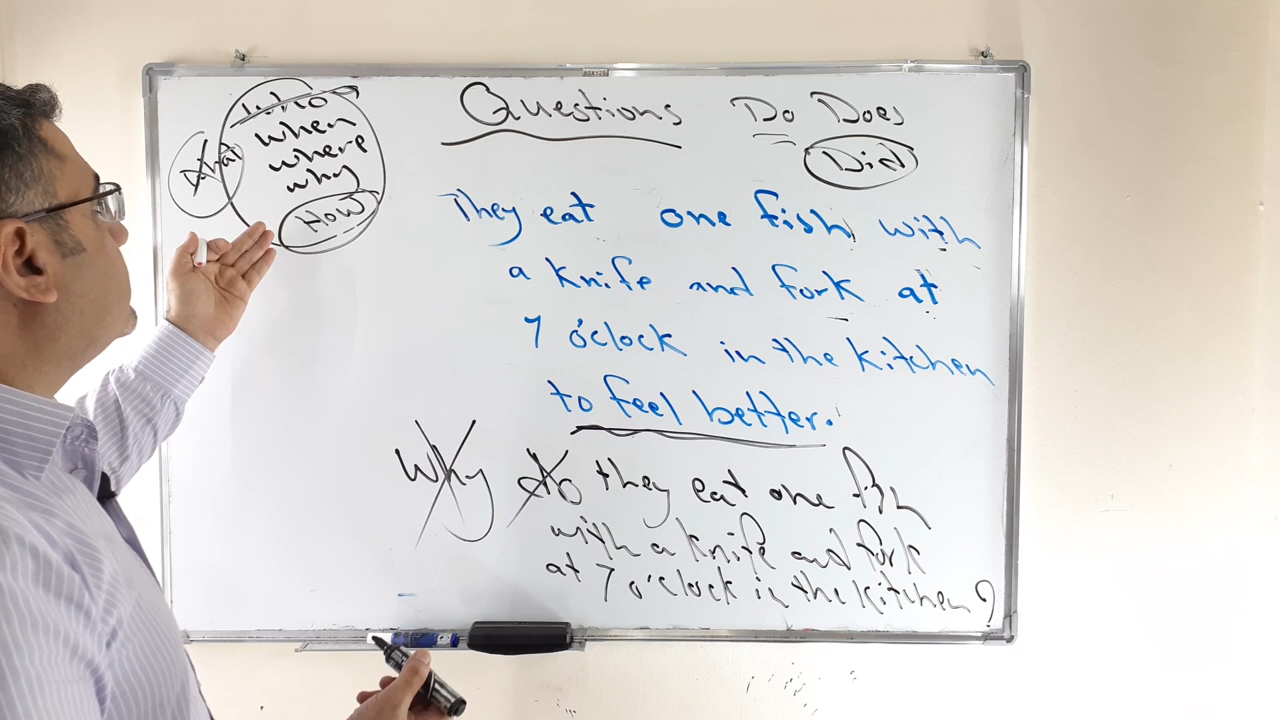 Who
when
where
why
How
What
Questions Do Does
Did
They eat one fish with
a knife and fork at
7 o'clock in the kitchen
to feel better.
Why do they eat one fish
with a knife and fork
at 7 o'clock in the kitchen?